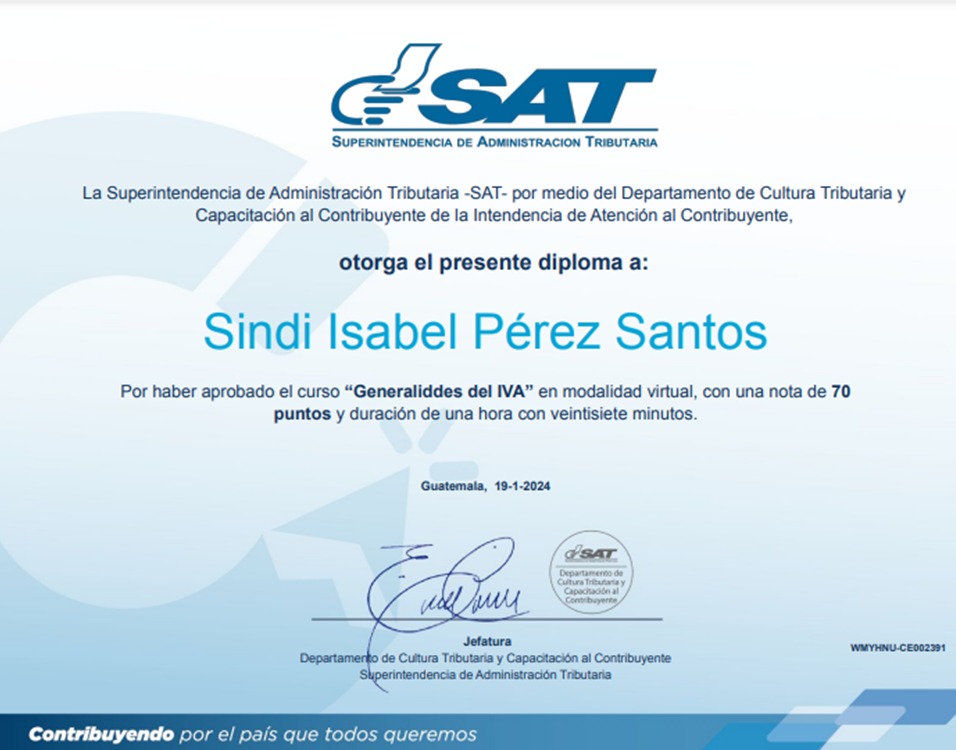 SAT
SUPERINTENDENCIA DE ADMINISTRACION TRIBUTARIA
La Superintendencia de Administración Tributaria -SAT- por medio del Departamento de Cultura Tributaria y
Capacitación al Contribuyente de la Intendencia de Atención al Contribuyente,
otorga el presente diploma a:
Sindi Isabel Pérez Santos
Por haber aprobado el curso “Generaliddes del IVA” en modalidad virtual, con una nota de 70
puntos y duración de una hora con veintisiete minutos.
Guatemala, 19-1-2024
SAT
Departamento de
Cultura Tributaria y
Capacitación al
Contribuyente
Jefatura
Departamento de Cultura Tributaria y Capacitación al Contribuyente
Superintendencia de Administración Tributaria
WMYHNU-CE002391
Contribuyendo por el país que todos queremos